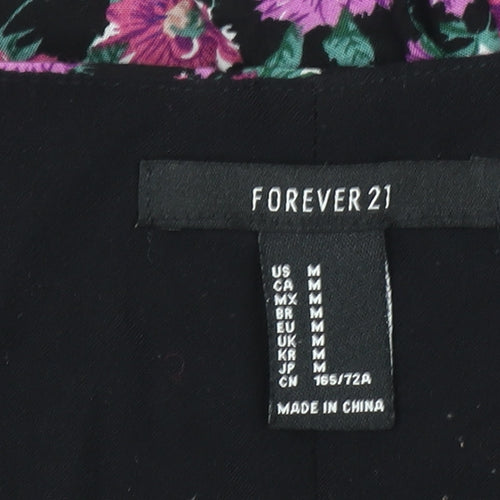 FOREVER 21
US M
CA M
MX M
BR M
EU M
UK M
KR M
JP M
CN 165/72A
MADE IN CHINA